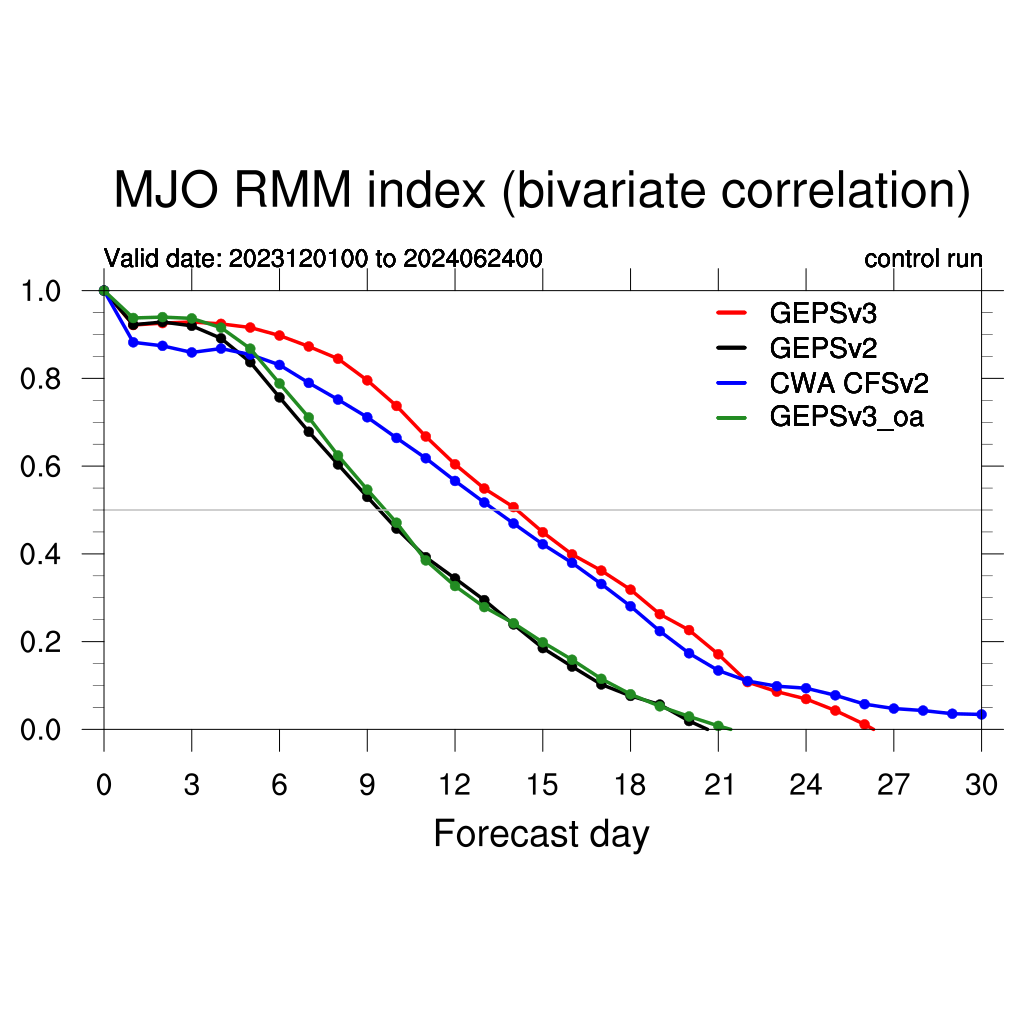 MJO RMM index (bivariate correlation)
Valid date: 2023120100 to 2024062400
control run
1.0
0.8
0.6
0.4
0.2
0.0
GEPSv3
GEPSv2
CWA CFSv2
GEPSv3_oa
0 3 6 9 12 15 18 21 24 27 30
Forecast day